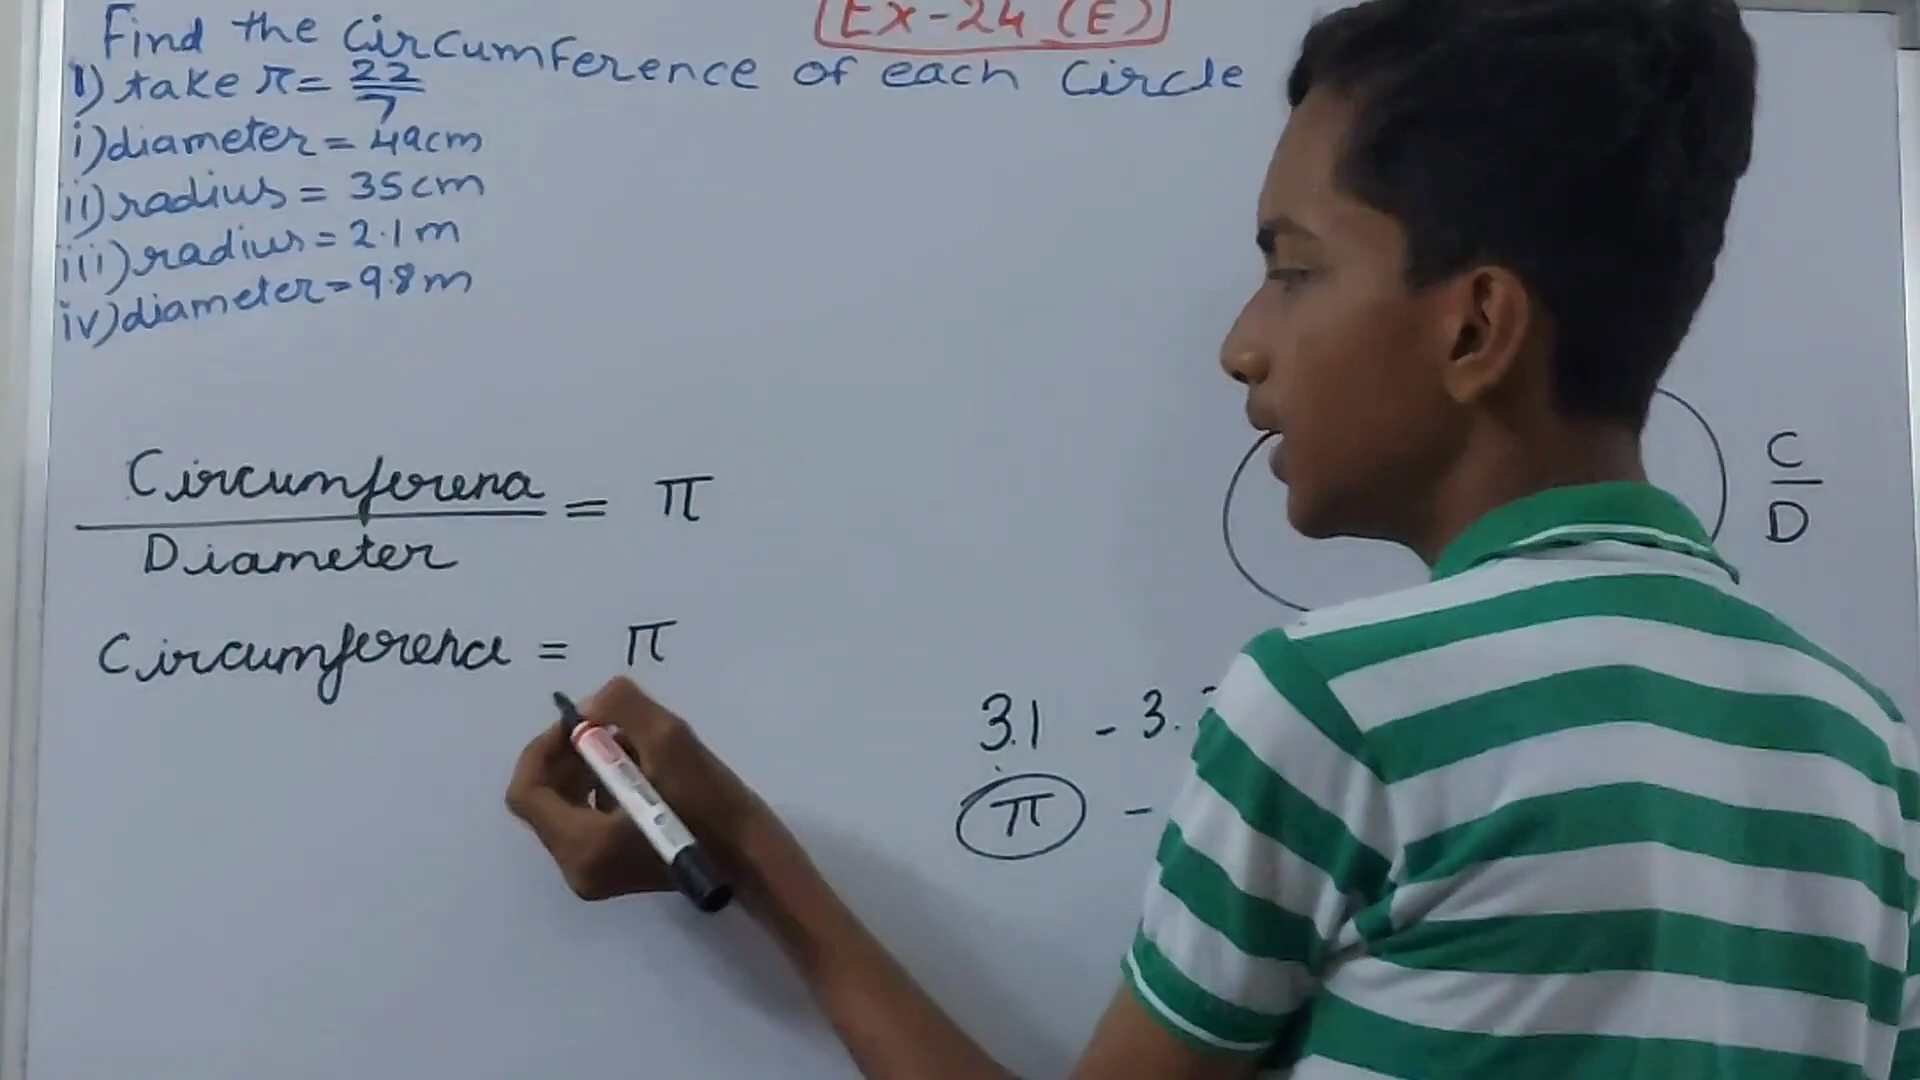 Ex-24 (E)
Find the circumference of each circle
1) take π = 22/7
i) diameter = 49cm
ii) radius = 35cm
iii) radius = 2.1m
iv) diameter = 9.8m
Circumference
Diameter
= π
C
D
Circumference = π
3.1 - 3.
π -